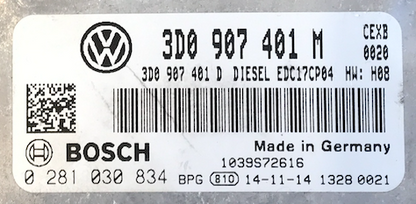 3D0 907 401 M
CEXB
0020
3D0 907 401 D DIESEL EDC17CP04 HW: H08
BOSCH
Made in Germany
1039S72616
0 281 030 834 BPG 810 14-11-14 1328 0021